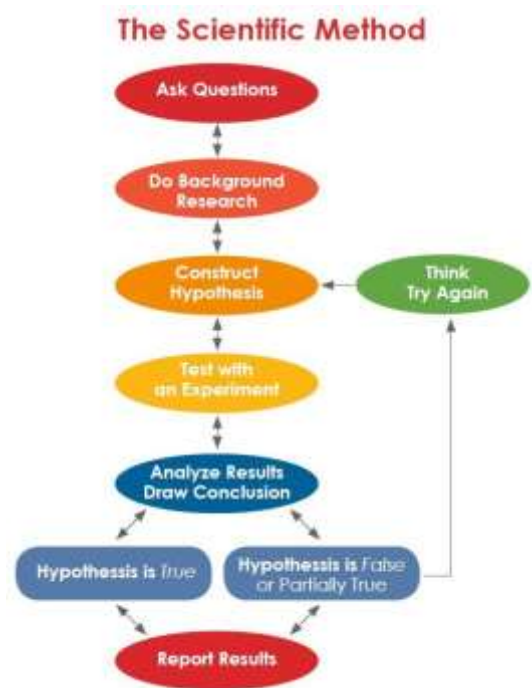 The Scientific Method
Ask Questions
Do Background
Research
Construct
Hypothesis
Think
Try Again
Test with
an Experiment
Analyze Results
Draw Conclusion
Hypothessis is True
Hypothesis is False
or Partially True
Report Results